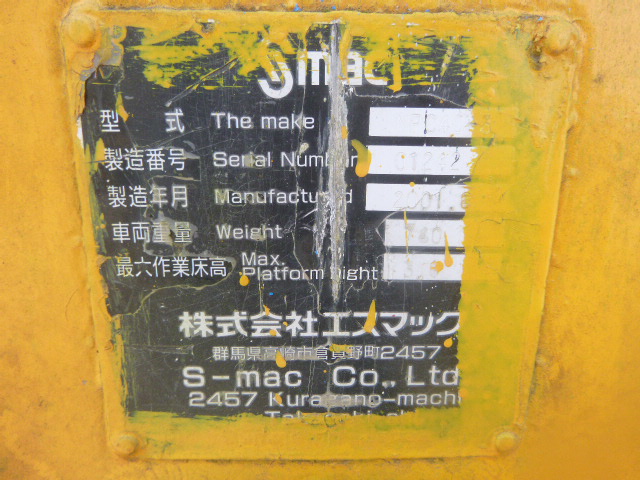 Smac
型 式 The make
製造番号 Serial Number
製造年月 Manufactured 2001.
車両重量 Weight
最大作業床高 Max. Platform hight
株式会社エスマック
群馬県高崎市倉賀野町2457
S-mac Co., Ltd
2457 Kuragano-machi